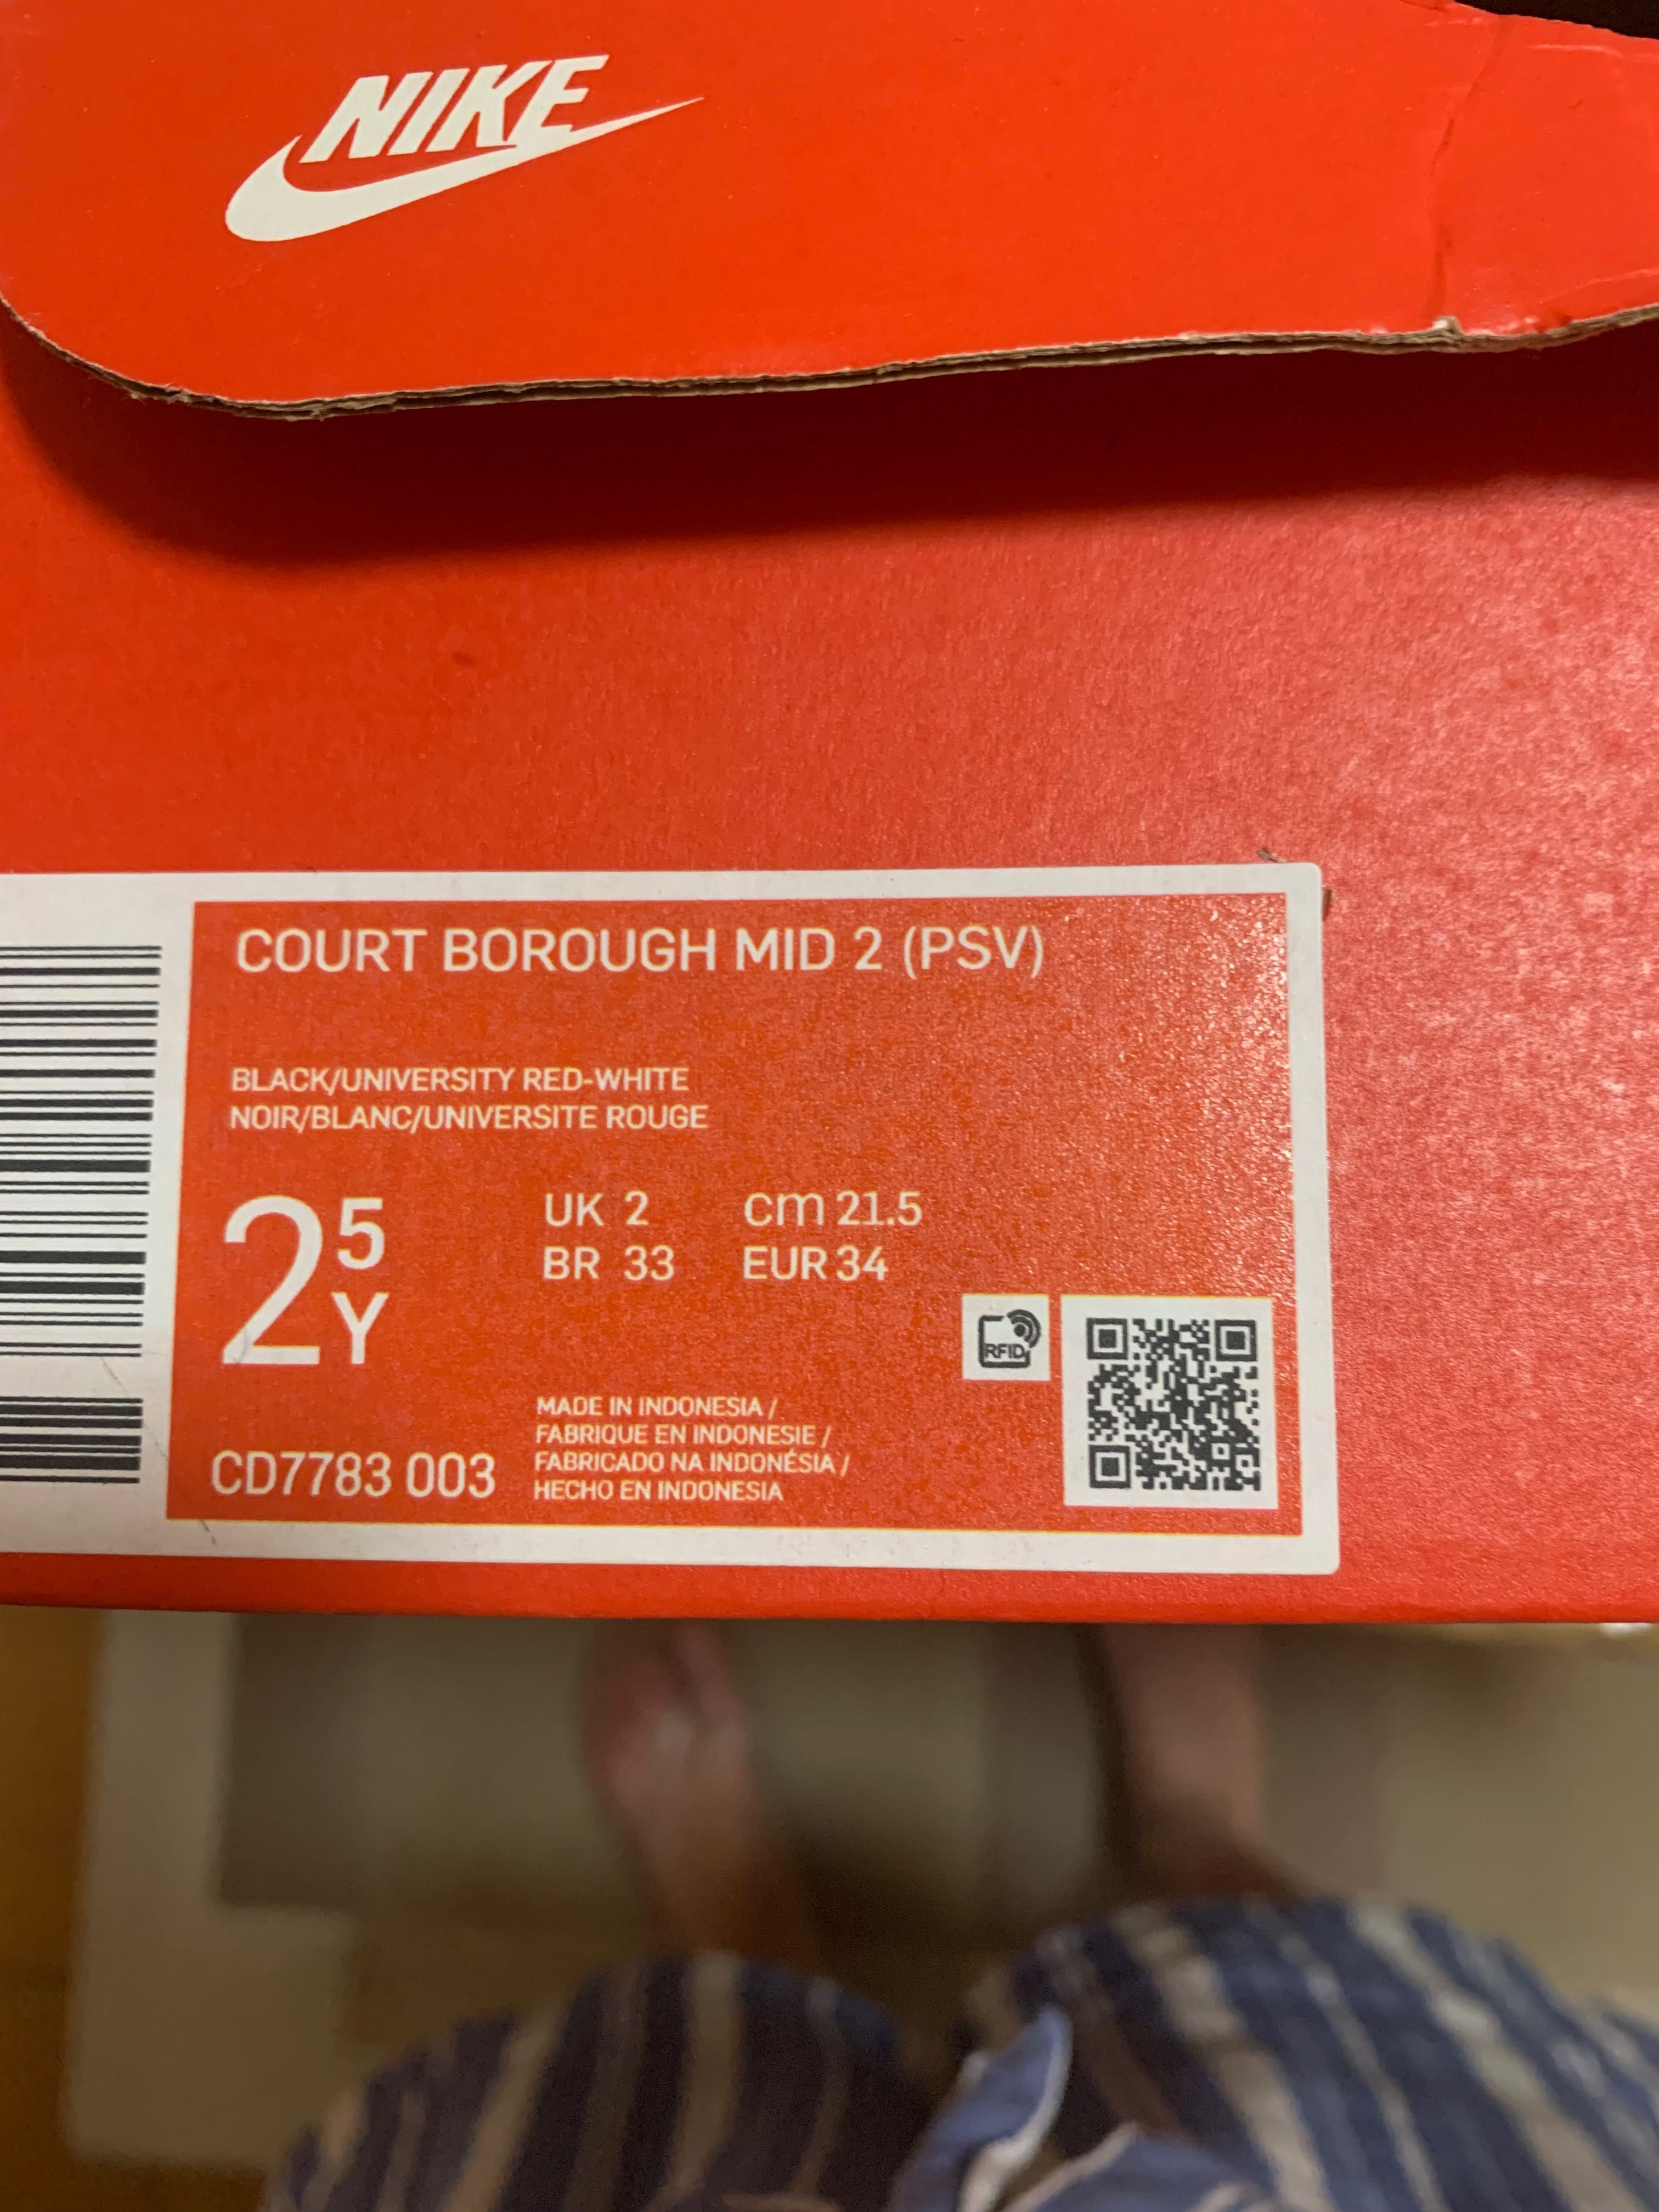 NIKE
COURT BOROUGH MID 2 (PSV)
BLACK/UNIVERSITY RED-WHITE
NOIR/BLANC/UNIVERSITE ROUGE
2 5 Y
UK 2 cm 21.5
BR 33 EUR 34
RFID
MADE IN INDONESIA /
FABRIQUE EN INDONESIE /
FABRICADO NA INDONÉSIA /
HECHO EN INDONESIA
CD7783 003